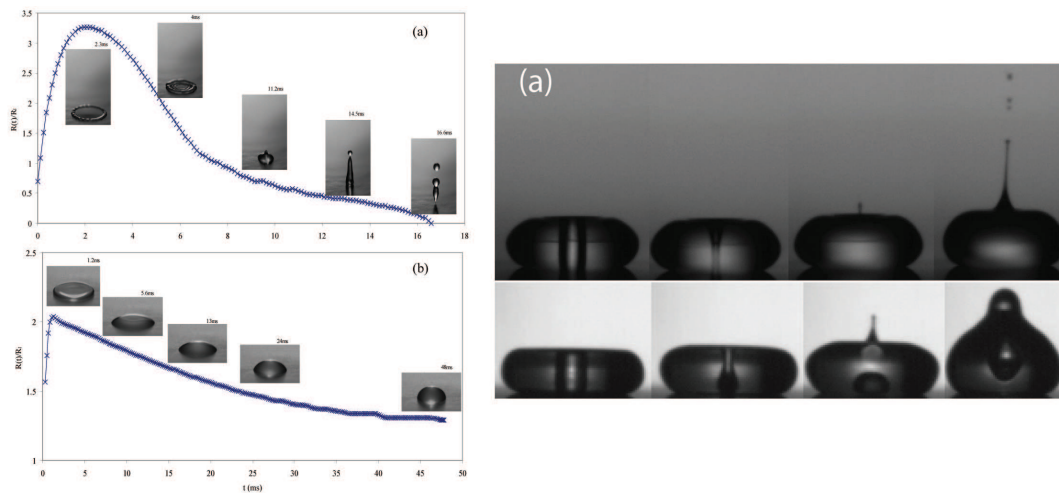 3.5
3
2.5
2
1.5
1
0.5
0
R(t)/Rᵢ
(a)
2.3ms
4ms
11.2ms
14.5ms
16.6ms
0 2 4 6 8 10 12 14 16 18
2.5
2
1.5
1
R(t)/Rᵢ
(b)
1.2ms
5.6ms
13ms
24ms
48ms
0 5 10 15 20 25 30 35 40 45 50
t (ms)
(a)